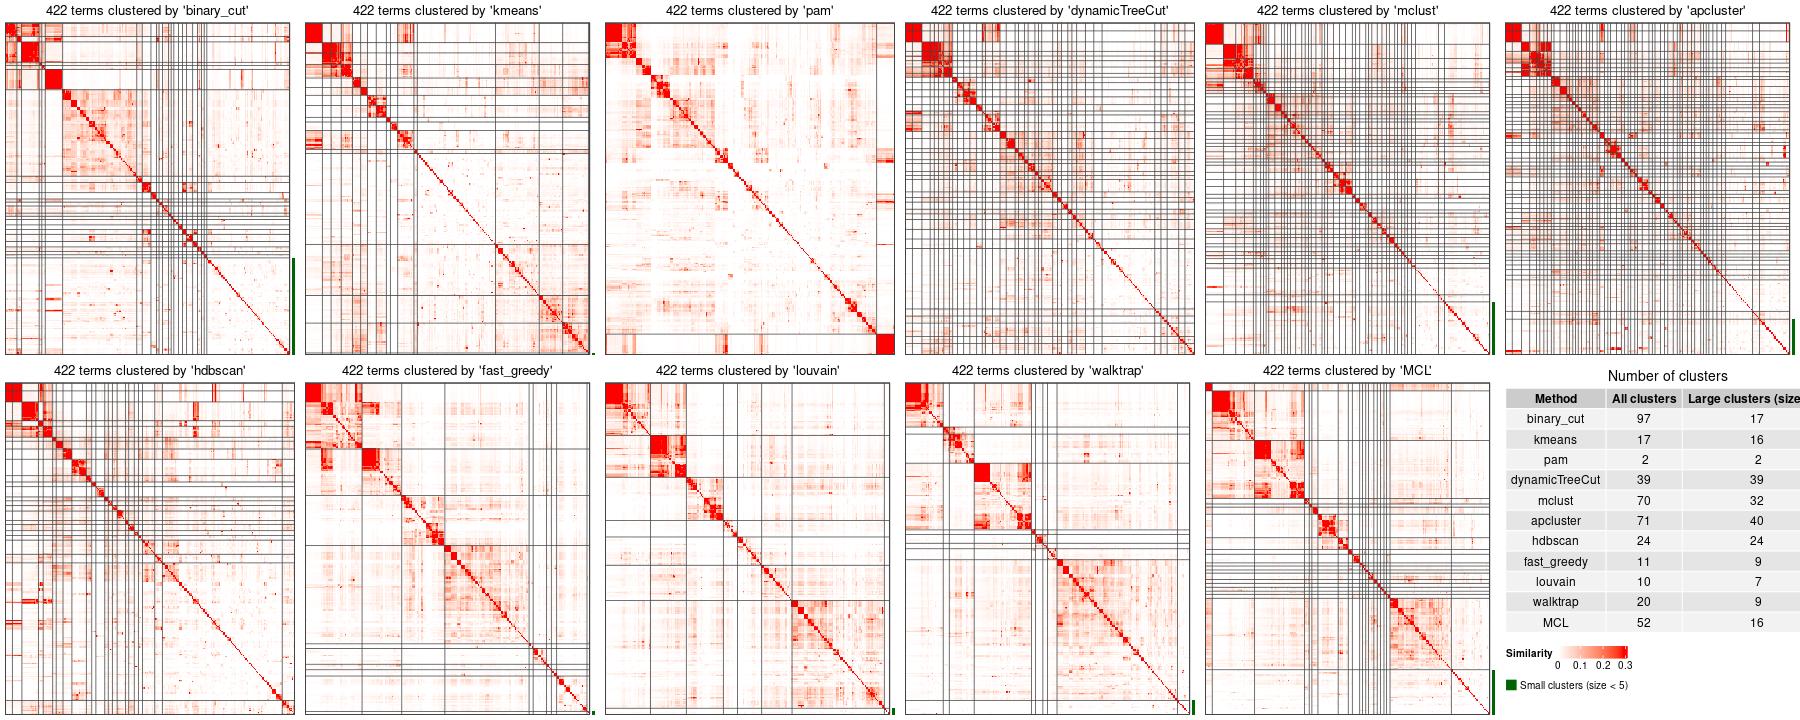 422 terms clustered by 'binary_cut'
422 terms clustered by 'kmeans'
422 terms clustered by 'pam'
422 terms clustered by 'dynamicTreeCut'
422 terms clustered by 'mclust'
422 terms clustered by 'apcluster'
422 terms clustered by 'hdbscan'
422 terms clustered by 'fast_greedy'
422 terms clustered by 'louvain'
422 terms clustered by 'walktrap'
422 terms clustered by 'MCL'
Number of clusters
Method All clusters Large clusters (size
binary_cut 97 17
kmeans 17 16
pam 2 2
dynamicTreeCut 39 39
mclust 70 32
apcluster 71 40
hdbscan 24 24
fast_greedy 11 9
louvain 10 7
walktrap 20 9
MCL 52 16
Similarity
0 0.1 0.2 0.3
Small clusters (size < 5)